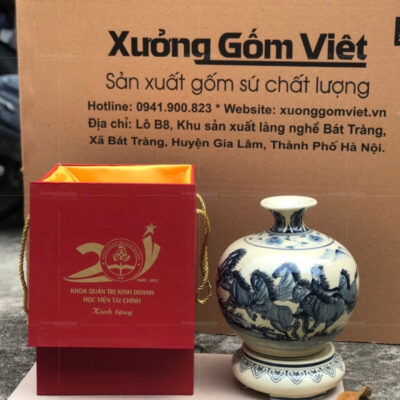 Xưởng Gốm Việt
Sản xuất gốm sứ chất lượng
Hotline: 0941.900.823 * Website: xuonggomviet.vn
Địa chỉ: Lô B8, Khu sản xuất làng nghề Bát Tràng,
Xã Bát Tràng, Huyện Gia Lâm, Thành Phố Hà Nội.
20
2003-2023
KHOA QUẢN TRỊ KINH DOANH
HỌC VIỆN TÀI CHÍNH
Kính tặng